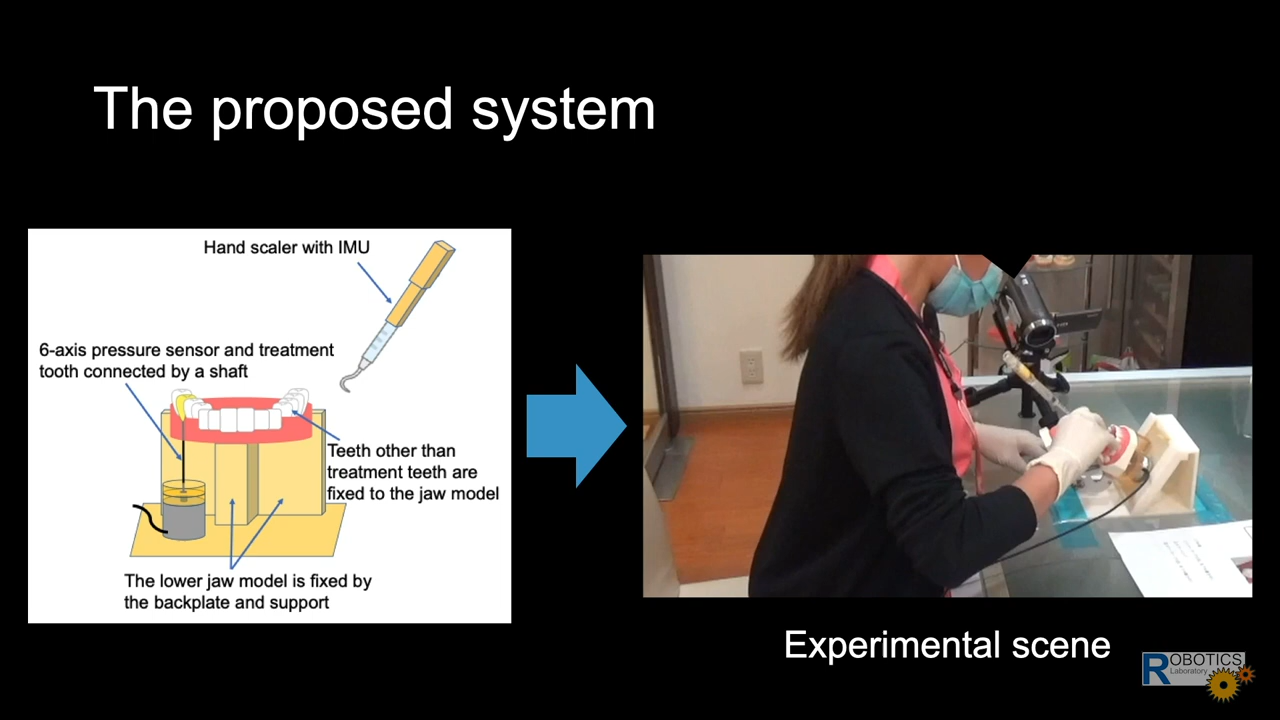 The proposed system
Hand scaler with IMU
6-axis pressure sensor and treatment
tooth connected by a shaft
Teeth other than
treatment teeth are
fixed to the jaw model
The lower jaw model is fixed by
the backplate and support
Experimental scene
ROBOTICS
Laboratory